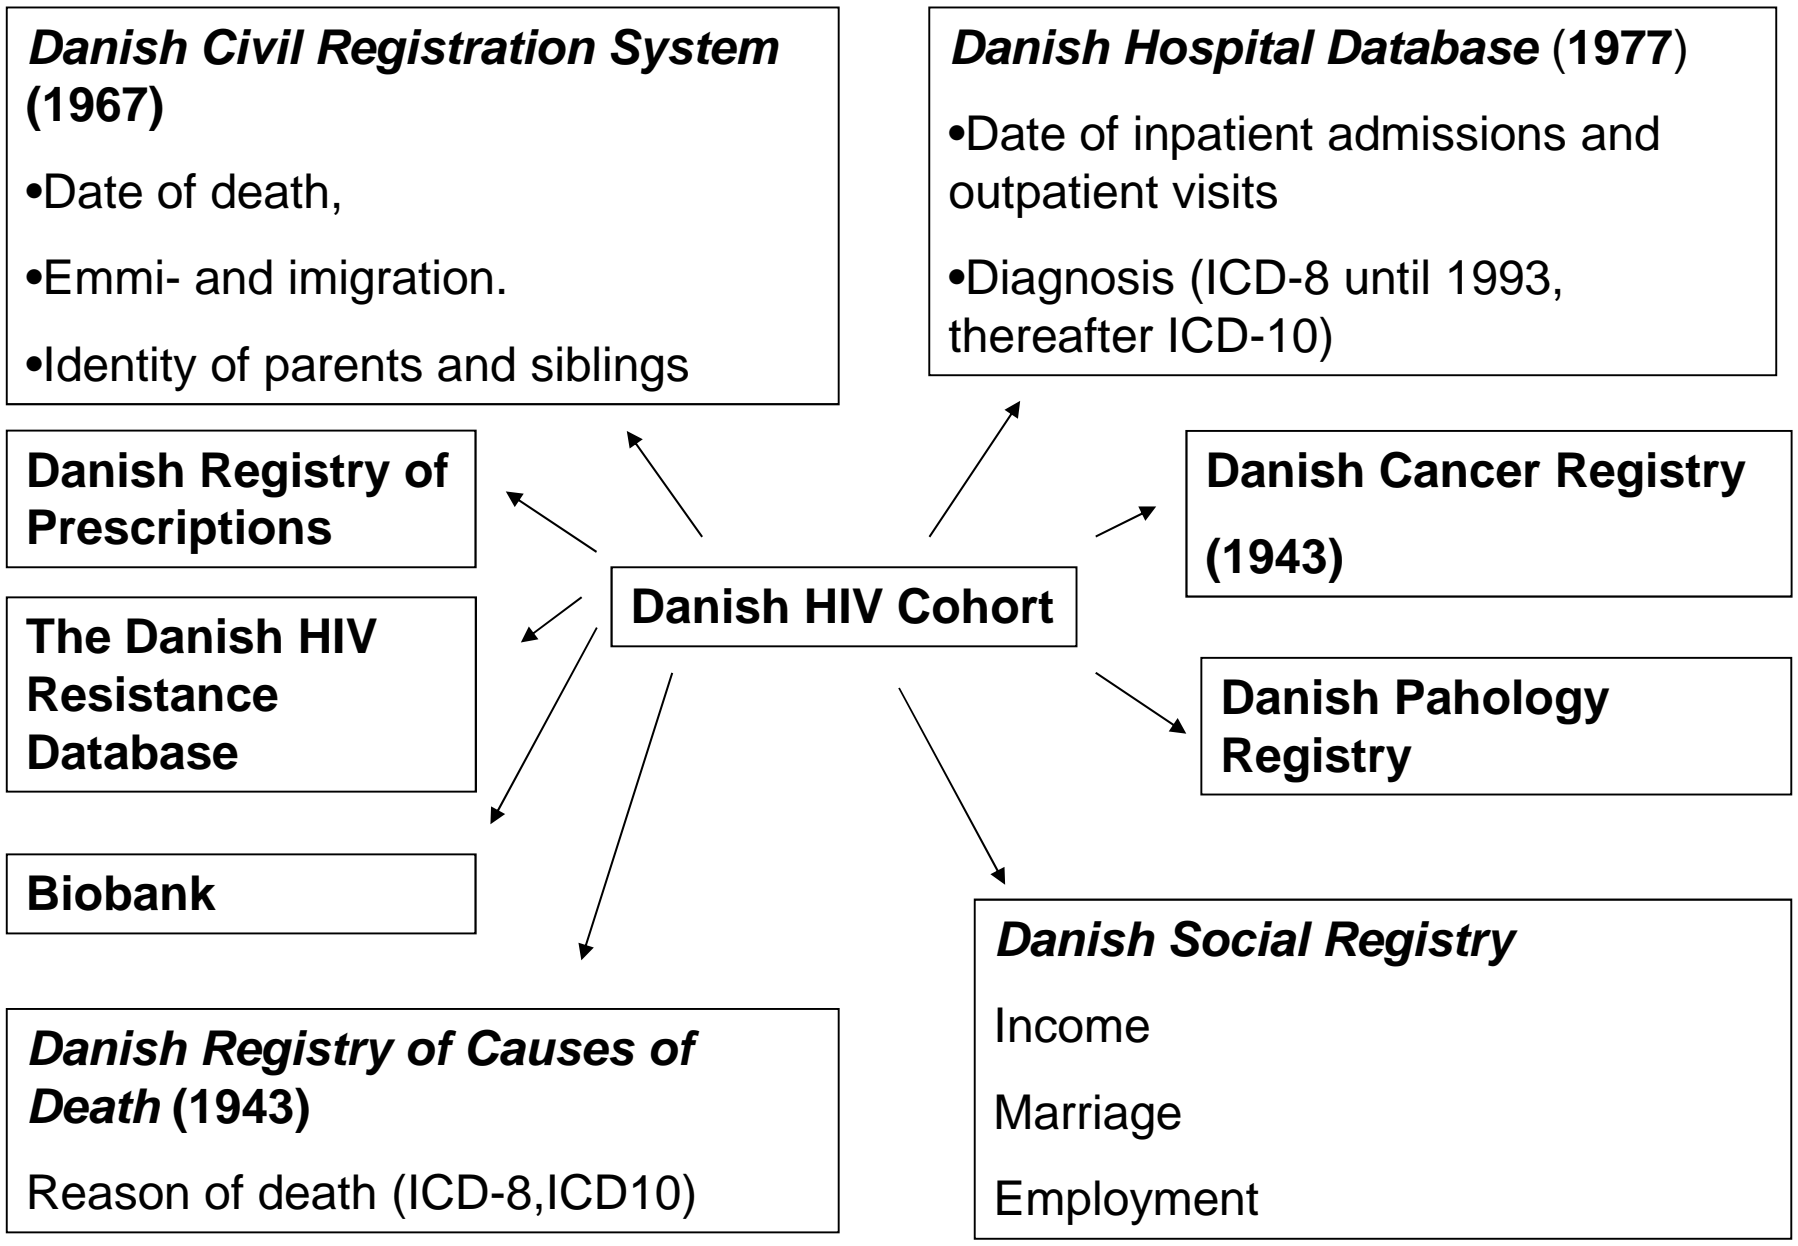 Danish Civil Registration System
(1967)
•Date of death,
•Emmi- and imigration.
•Identity of parents and siblings
Danish Hospital Database (1977)
•Date of inpatient admissions and
outpatient visits
•Diagnosis (ICD-8 until 1993,
thereafter ICD-10)
Danish Registry of
Prescriptions
Danish Cancer Registry
(1943)
Danish HIV Cohort
The Danish HIV
Resistance
Database
Danish Pahology
Registry
Biobank
Danish Social Registry
Income
Marriage
Employment
Danish Registry of Causes of
Death (1943)
Reason of death (ICD-8,ICD10)